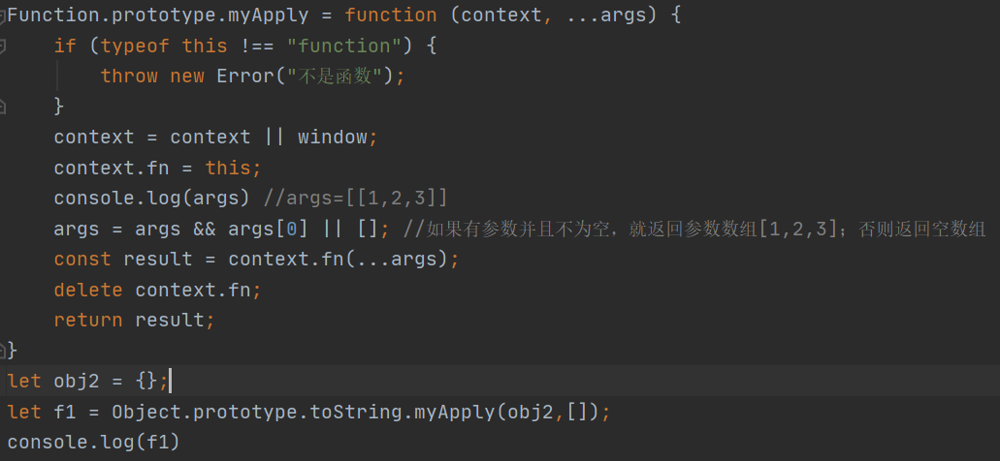 Function.prototype.myApply = function (context, ...args) {
    if (typeof this !== "function") {
        throw new Error("不是函数");
    }
    context = context || window;
    context.fn = this;
    console.log(args) //args=[[1,2,3]]
    args = args && args[0] || []; //如果有参数并且不为空，就返回参数数组[1,2,3]；否则返回空数组
    const result = context.fn(...args);
    delete context.fn;
    return result;
}
let obj2 = {};
let f1 = Object.prototype.toString.myApply(obj2,[]);
console.log(f1)